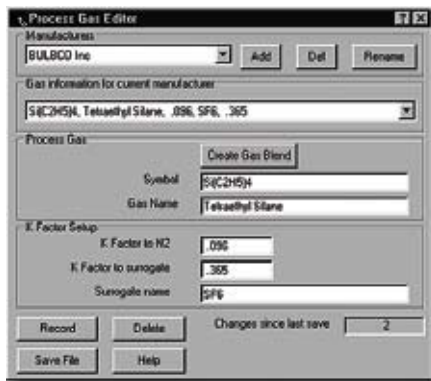 Process Gas Editor
Manufacturers
BULBCO Inc
Add
Del
Rename
Gas information for current manufacturer
Si(C2H5)4, Tetraethyl Silane, .096, SF6, .365
Process Gas
Create Gas Blend
Symbol
Si(C2H5)4
Gas Name
Tetraethyl Silane
K Factor Setup
K Factor to N2
.096
K Factor to surrogate
.365
Surrogate name
SF6
Record
Delete
Changes since last save
2
Save File
Help